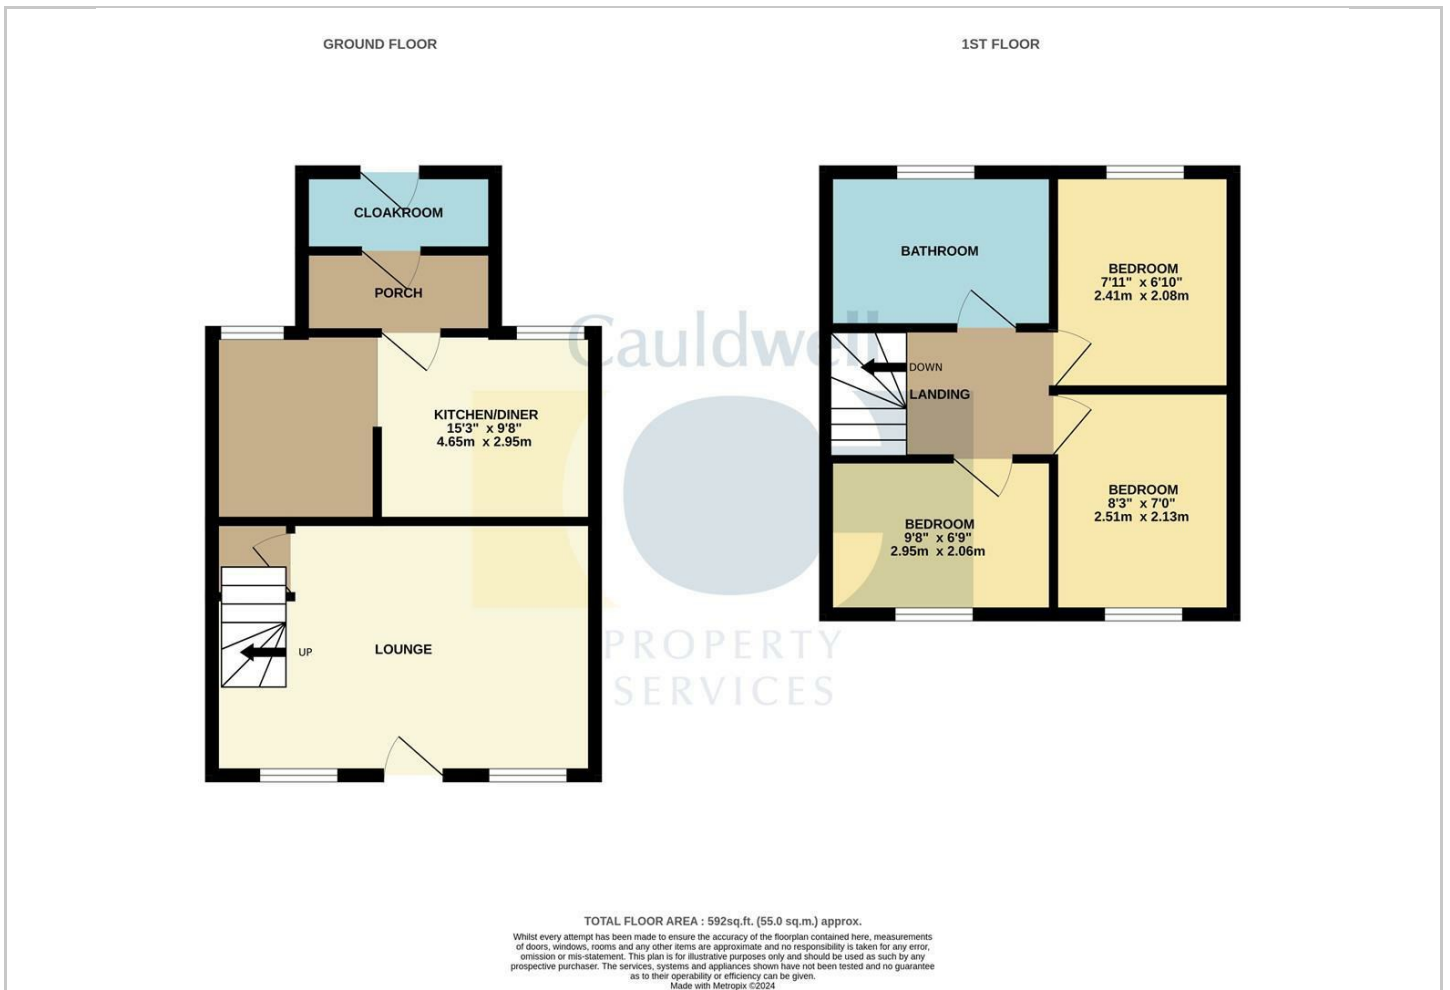 GROUND FLOOR
1ST FLOOR
CLOAKROOM
PORCH
KITCHEN/DINER
15'3" x 9'8"
4.65m x 2.95m
UP
LOUNGE
BATHROOM
BEDROOM
7'11" x 6'10"
2.41m x 2.08m
DOWN
LANDING
BEDROOM
9'8" x 6'9"
2.95m x 2.06m
BEDROOM
8'3" x 7'0"
2.51m x 2.13m
Cauldwell
PROPERTY
SERVICES
TOTAL FLOOR AREA : 592sq.ft. (55.0 sq.m.) approx.
Whilst every attempt has been made to ensure the accuracy of the floorplan contained here, measurements
of doors, windows, rooms and any other items are approximate and no responsibility is taken for any error,
omission or mis-statement. This plan is for illustrative purposes only and should be used as such by any
prospective purchaser. The services, systems and appliances shown have not been tested and no guarantee
as to their operability or efficiency can be given.
Made with Metropix ©2024